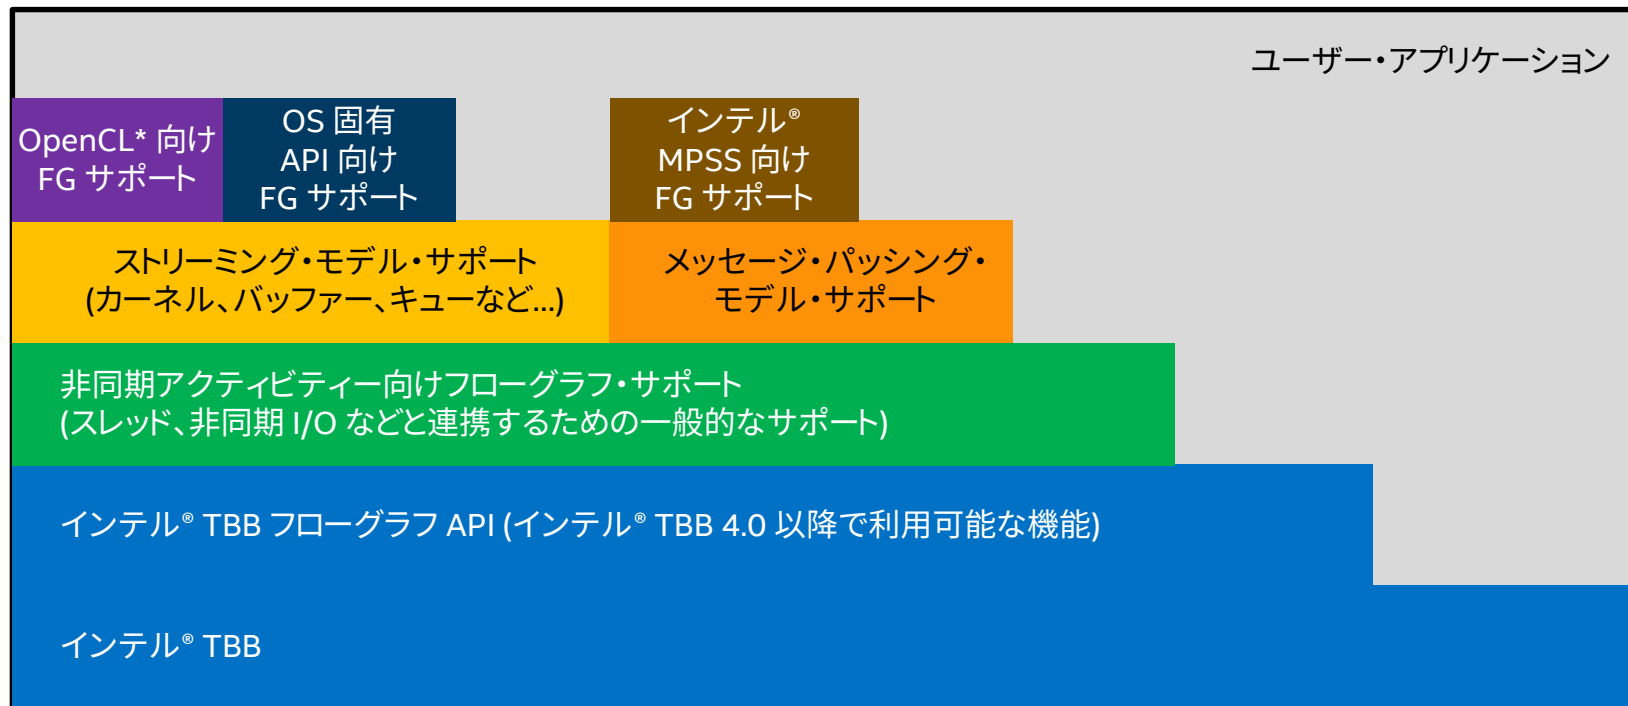 ユーザー・アプリケーション
OpenCL* 向け
FG サポート
OS 固有
API 向け
FG サポート
インテル®
MPSS 向け
FG サポート
ストリーミング・モデル・サポート
(カーネル、バッファー、キューなど...)
メッセージ・パッシング・
モデル・サポート
非同期アクティビティー向けフローグラフ・サポート
(スレッド、非同期 I/O などと連携するための一般的なサポート)
インテル® TBB フローグラフ API (インテル® TBB 4.0 以降で利用可能な機能)
インテル® TBB